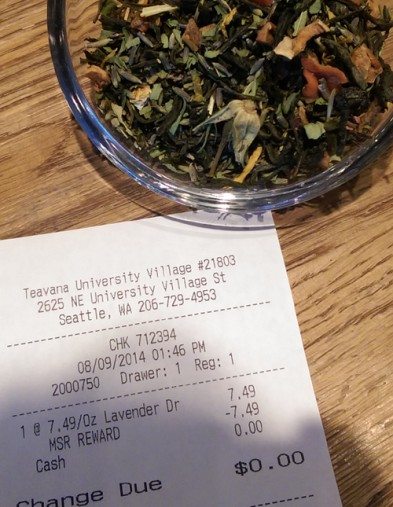 Teavana University Village #21803
2625 NE University Village St
Seattle, WA 206-729-4953
CHK 712394
08/09/2014 01:46 PM
2000750 Drawer: 1 Reg: 1
1 @ 7.49/Oz Lavender Dr 7.49
MSR REWARD -7.49
Cash 0.00
Change Due $0.00